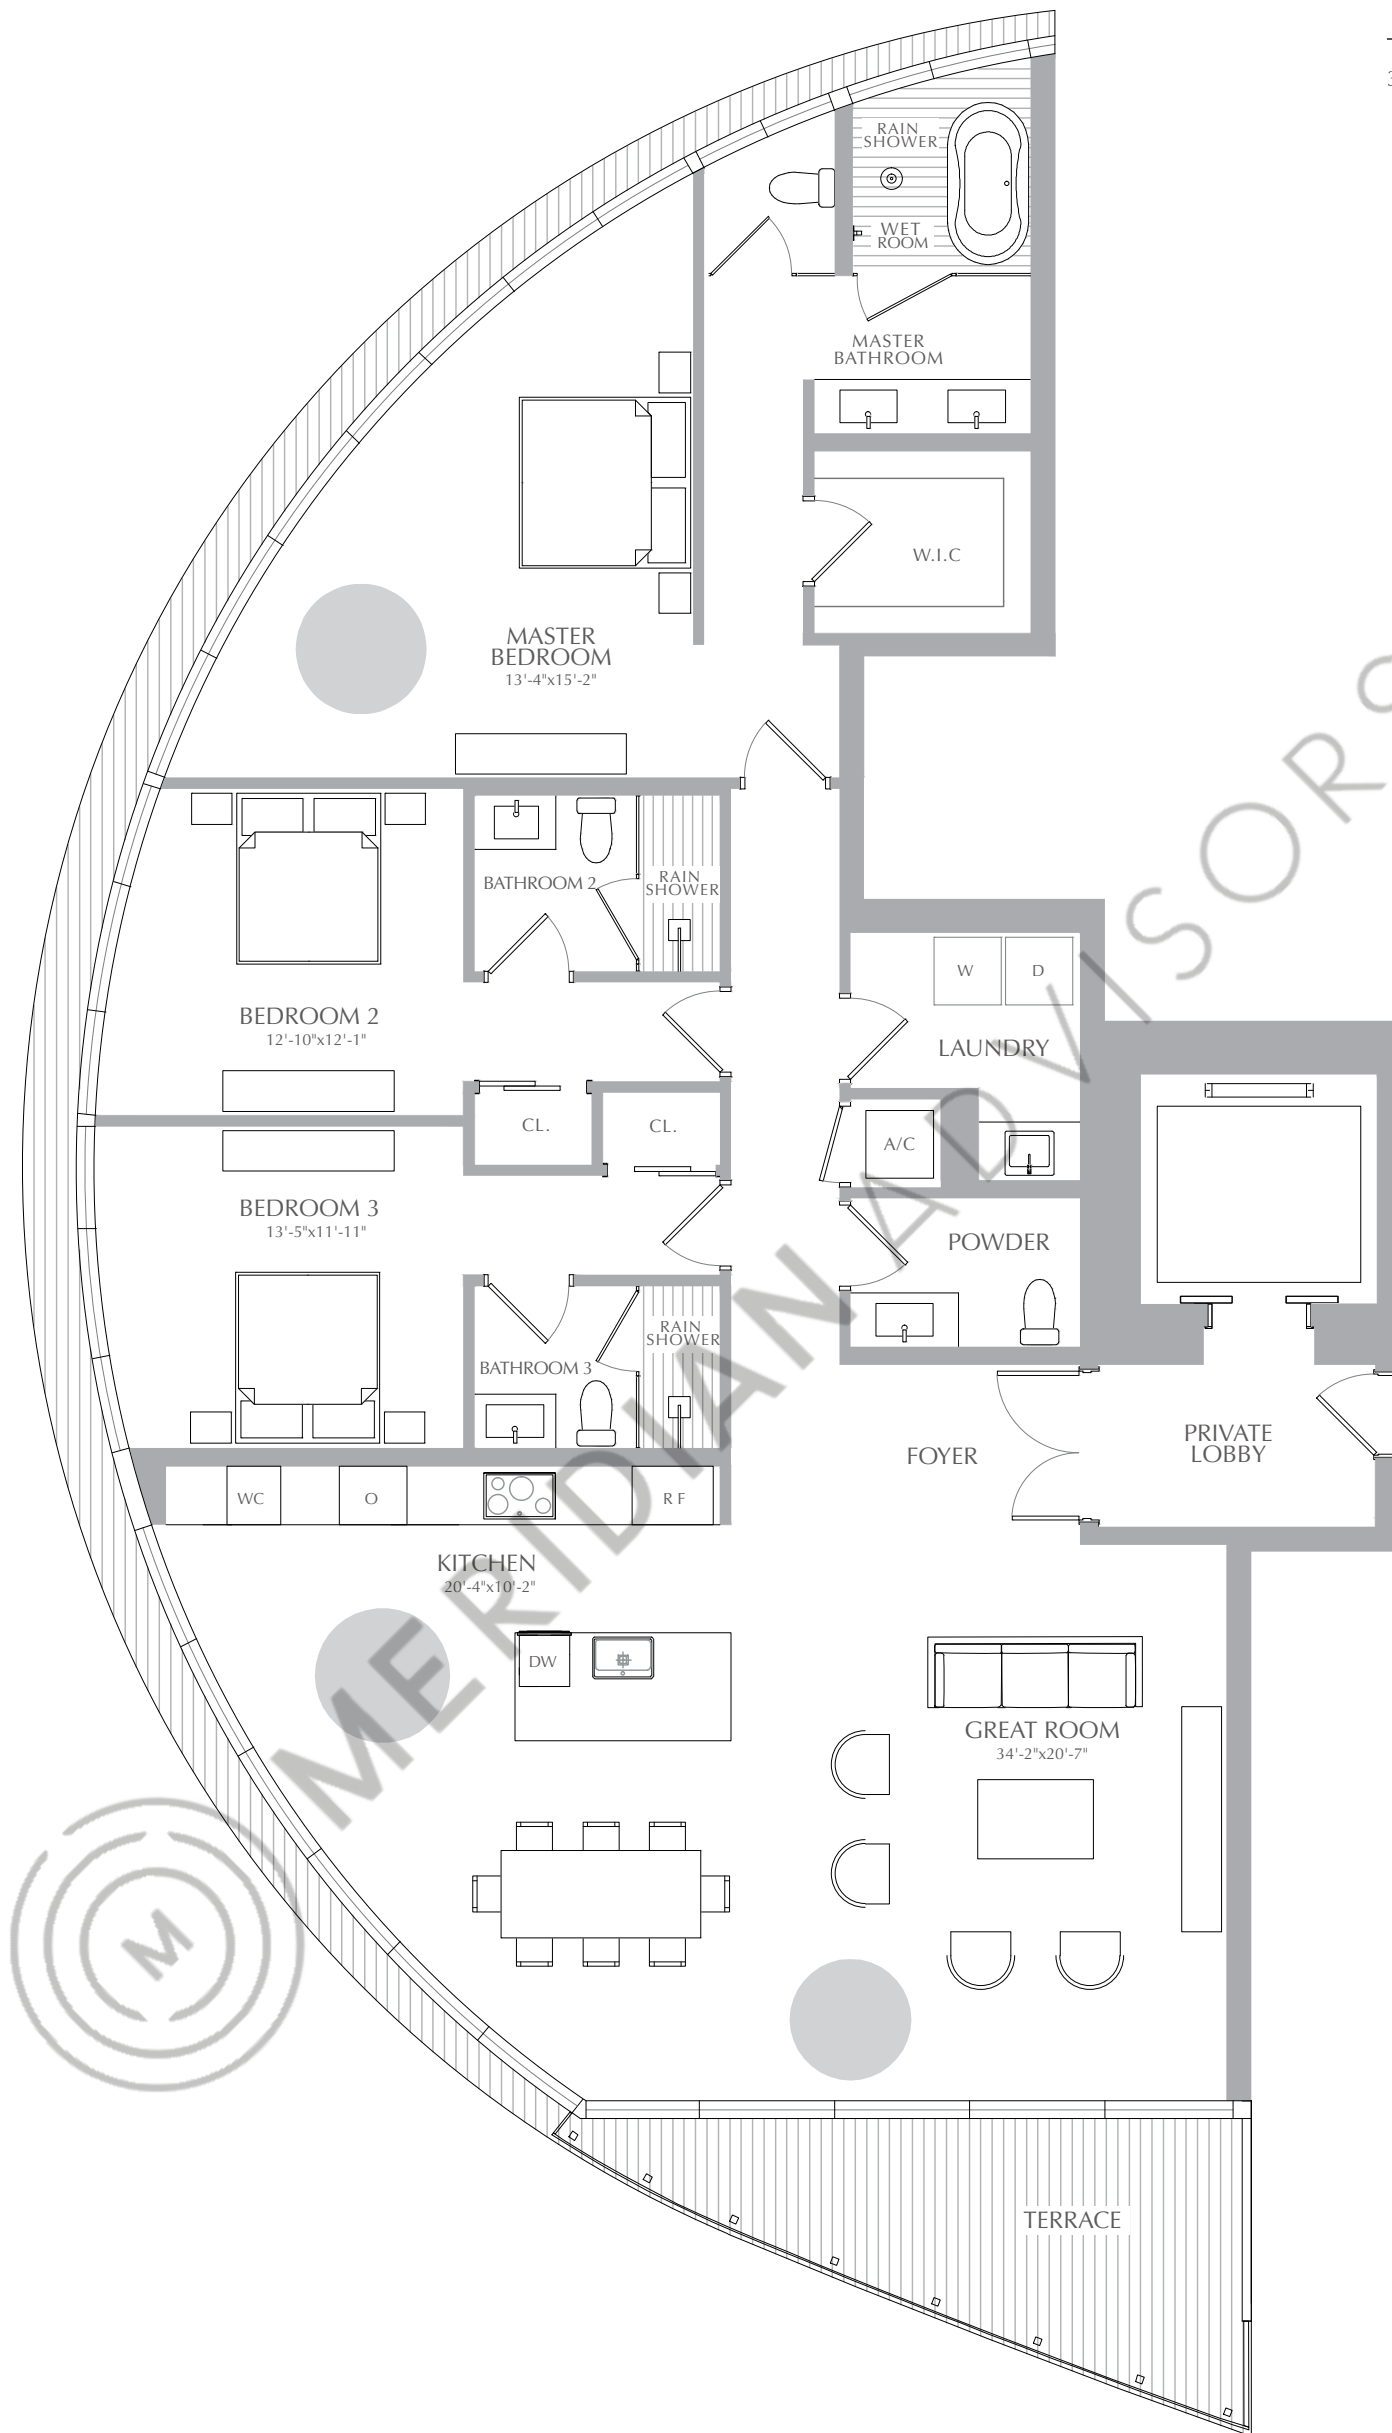 RAIN
SHOWER
WET
ROOM
MASTER
BATHROOM
W.I.C
MASTER
BEDROOM
13'-4"x15'-2"
BATHROOM 2
RAIN
SHOWER
W
D
BEDROOM 2
12'-10"x12'-1"
LAUNDRY
CL.
CL.
A/C
BEDROOM 3
13'-5"x11'-11"
POWDER
RAIN
SHOWER
BATHROOM 3
FOYER
PRIVATE
LOBBY
WC
O
R F
KITCHEN
20'-4"x10'-2"
DW
GREAT ROOM
34'-2"x20'-7"
TERRACE
M
MERIDIAN ADVISORS